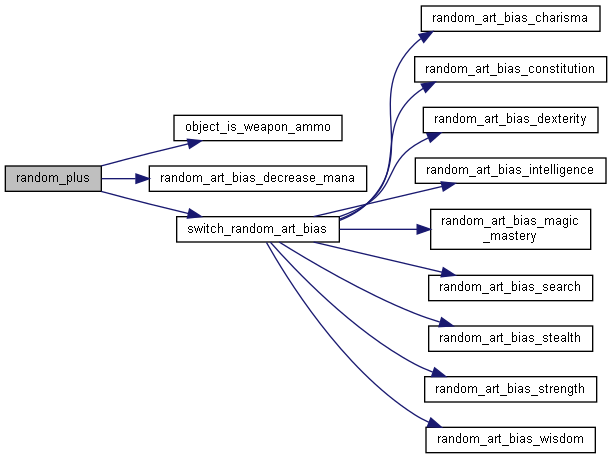 random_plus
object_is_weapon_ammo
random_art_bias_decrease_mana
switch_random_art_bias
random_art_bias_charisma
random_art_bias_constitution
random_art_bias_dexterity
random_art_bias_intelligence
random_art_bias_magic
_mastery
random_art_bias_search
random_art_bias_stealth
random_art_bias_strength
random_art_bias_wisdom